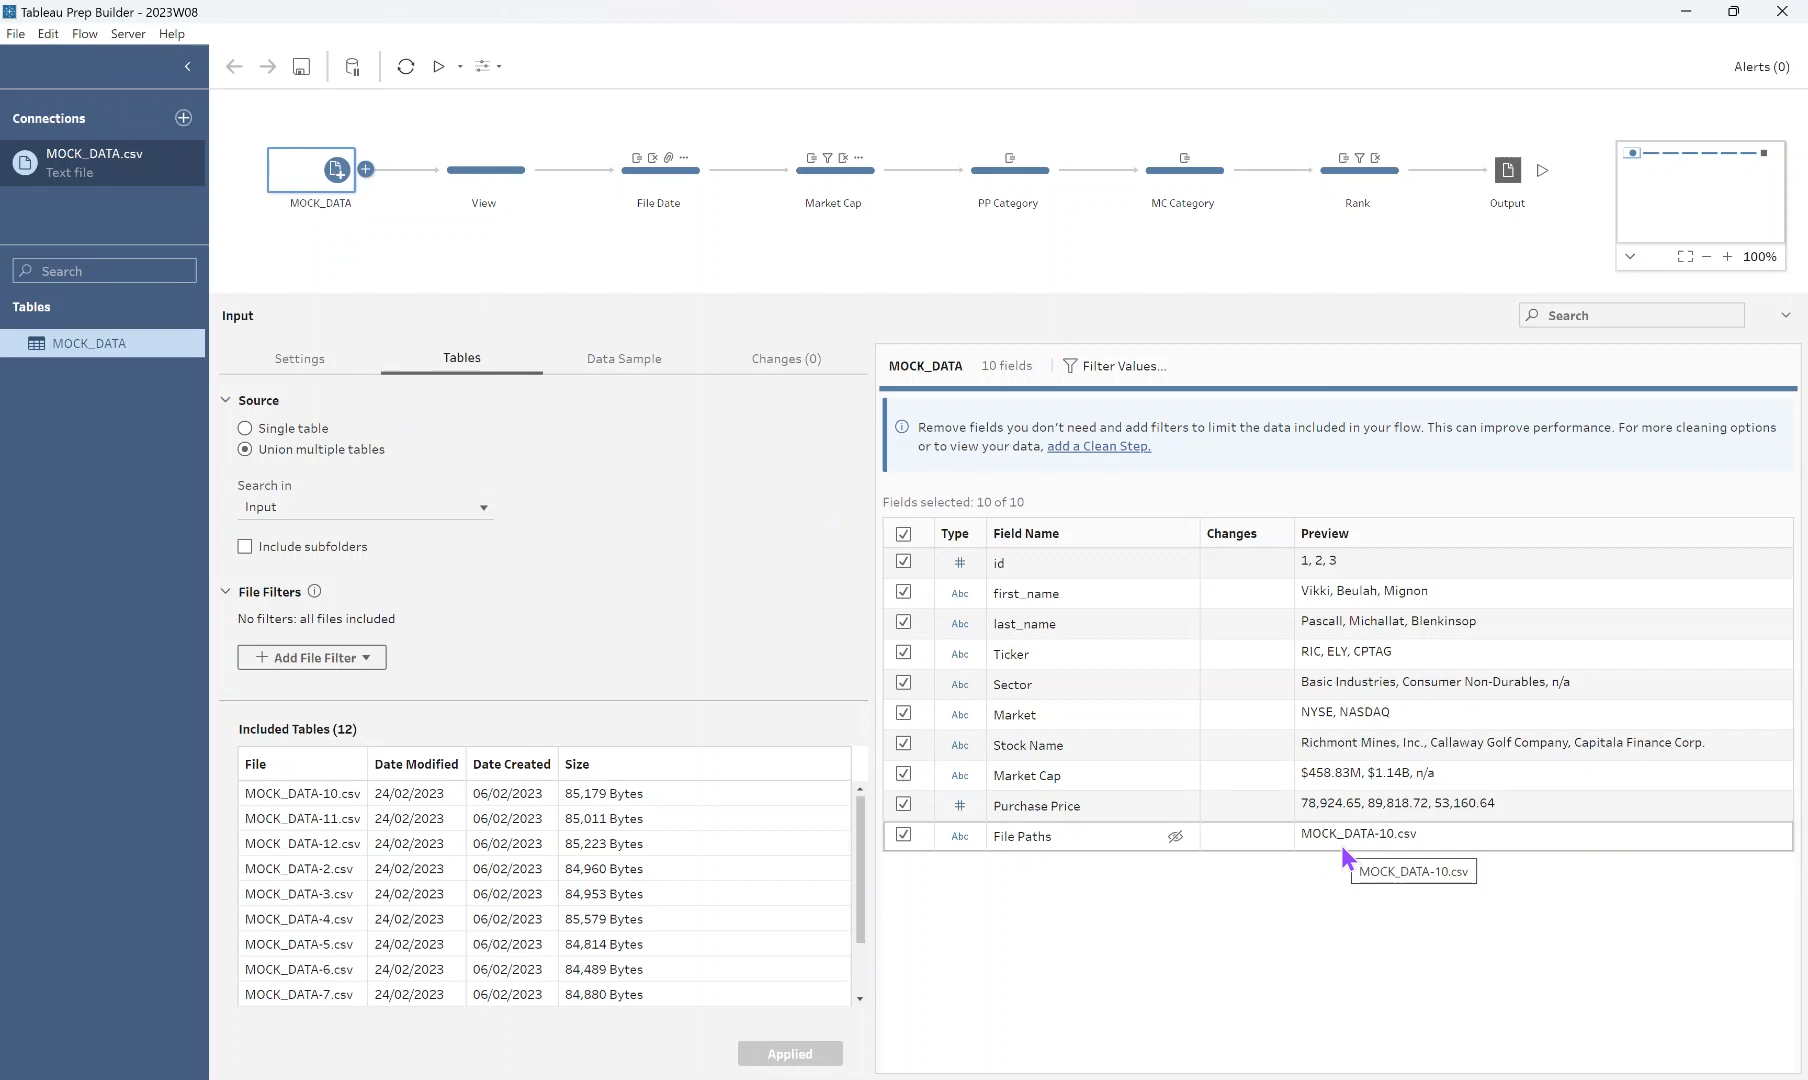 Tableau Prep Builder - 2023W08
File Edit Flow Server Help
Alerts (0)
Connections
MOCK_DATA.csv
Text file
Search
Tables
MOCK_DATA
MOCK_DATA View File Date Market Cap PP Category MC Category Rank Output
100%
Input
Search
Settings Tables Data Sample Changes (0)
Source
Single table
Union multiple tables
Search in
Input
Include subfolders
File Filters
No filters: all files included
Add File Filter
Included Tables (12)
File Date Modified Date Created Size
MOCK_DATA-10.csv 24/02/2023 06/02/2023 85,179 Bytes
MOCK_DATA-11.csv 24/02/2023 06/02/2023 85,011 Bytes
MOCK_DATA-12.csv 24/02/2023 06/02/2023 85,223 Bytes
MOCK_DATA-2.csv 24/02/2023 06/02/2023 84,960 Bytes
MOCK_DATA-3.csv 24/02/2023 06/02/2023 84,953 Bytes
MOCK_DATA-4.csv 24/02/2023 06/02/2023 85,579 Bytes
MOCK_DATA-5.csv 24/02/2023 06/02/2023 84,814 Bytes
MOCK_DATA-6.csv 24/02/2023 06/02/2023 84,489 Bytes
MOCK_DATA-7.csv 24/02/2023 06/02/2023 84,880 Bytes
Applied
MOCK_DATA 10 fields Filter Values...
Remove fields you don't need and add filters to limit the data included in your flow. This can improve performance. For more cleaning options
or to view your data, add a Clean Step.
Fields selected: 10 of 10
Type Field Name Changes Preview
# id 1, 2, 3
Abc first_name Vikki, Beulah, Mignon
Abc last_name Pascall, Michallat, Blenkinsop
Abc Ticker RIC, ELY, CPTAG
Abc Sector Basic Industries, Consumer Non-Durables, n/a
Abc Market NYSE, NASDAQ
Abc Stock Name Richmont Mines, Inc., Callaway Golf Company, Capitala Finance Corp.
Abc Market Cap $458.83M, $1.14B, n/a
# Purchase Price 78,924.65, 89,818.72, 53,160.64
Abc File Paths MOCK_DATA-10.csv
MOCK_DATA-10.csv